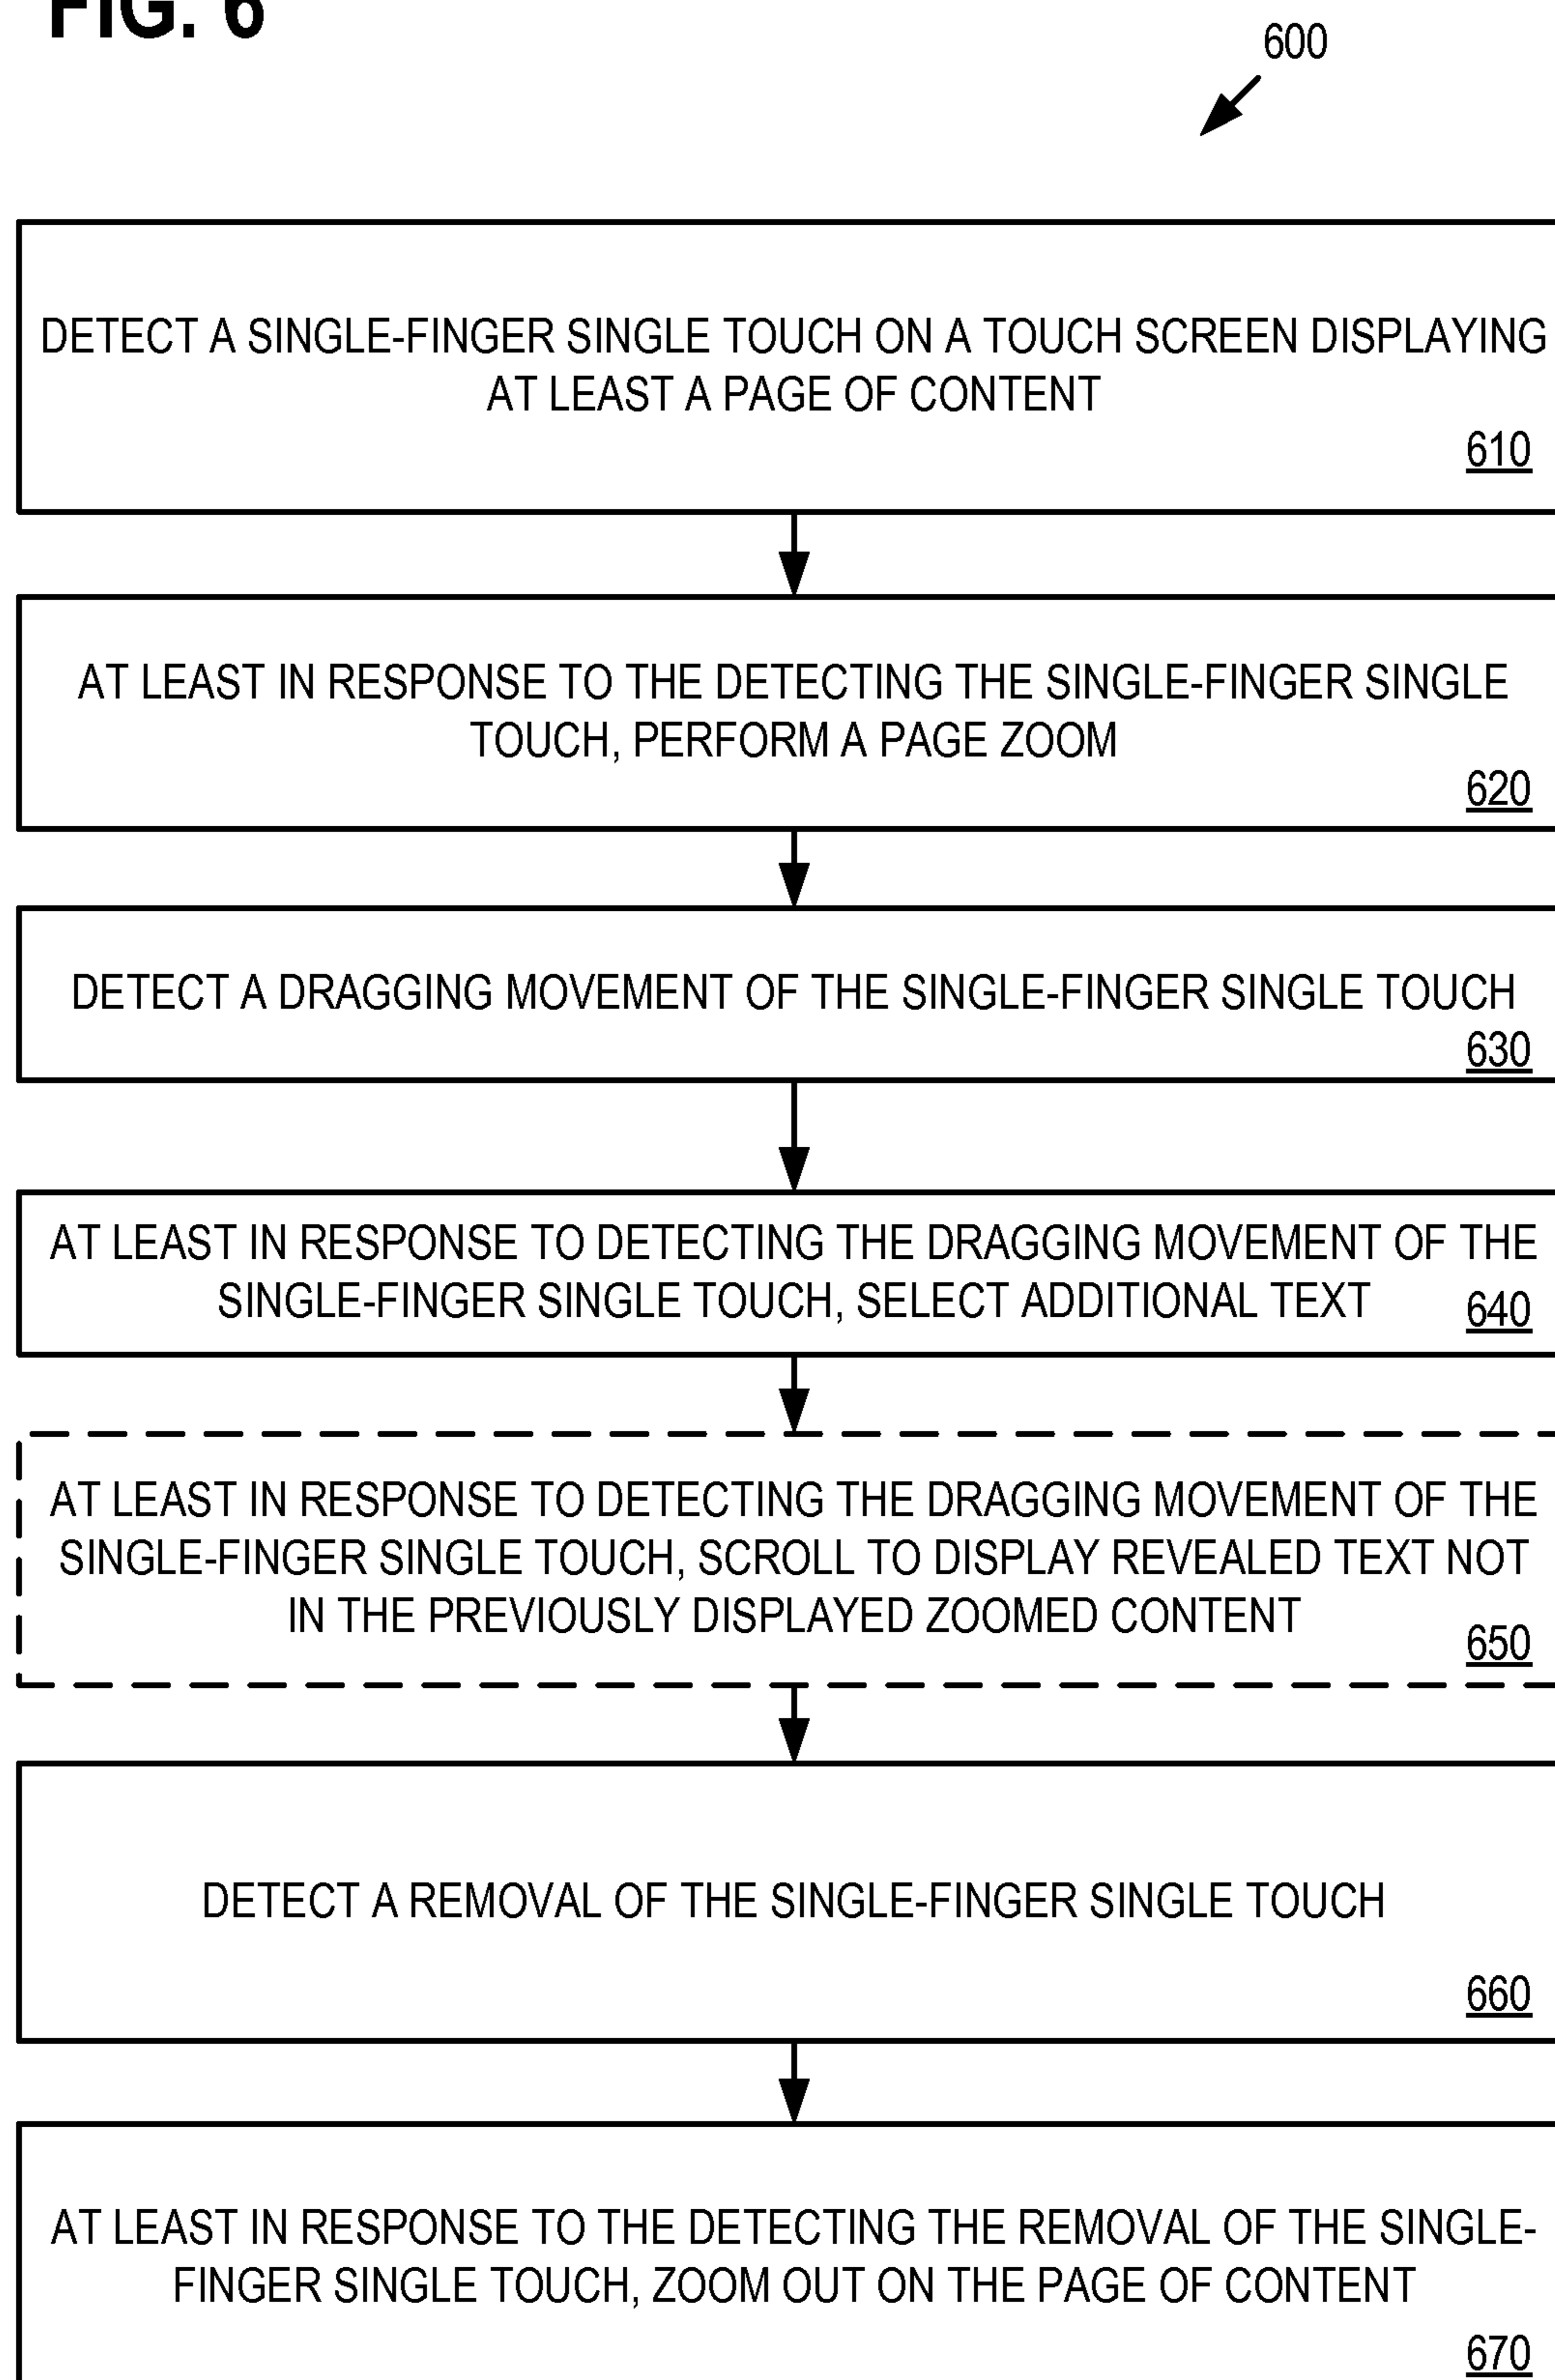 FIG. 6
600
DETECT A SINGLE-FINGER SINGLE TOUCH ON A TOUCH SCREEN DISPLAYING
AT LEAST A PAGE OF CONTENT
610
AT LEAST IN RESPONSE TO THE DETECTING THE SINGLE-FINGER SINGLE
TOUCH, PERFORM A PAGE ZOOM
620
DETECT A DRAGGING MOVEMENT OF THE SINGLE-FINGER SINGLE TOUCH
630
AT LEAST IN RESPONSE TO DETECTING THE DRAGGING MOVEMENT OF THE
SINGLE-FINGER SINGLE TOUCH, SELECT ADDITIONAL TEXT
640
AT LEAST IN RESPONSE TO DETECTING THE DRAGGING MOVEMENT OF THE
SINGLE-FINGER SINGLE TOUCH, SCROLL TO DISPLAY REVEALED TEXT NOT
IN THE PREVIOUSLY DISPLAYED ZOOMED CONTENT
650
DETECT A REMOVAL OF THE SINGLE-FINGER SINGLE TOUCH
660
AT LEAST IN RESPONSE TO THE DETECTING THE REMOVAL OF THE SINGLE-
FINGER SINGLE TOUCH, ZOOM OUT ON THE PAGE OF CONTENT
670